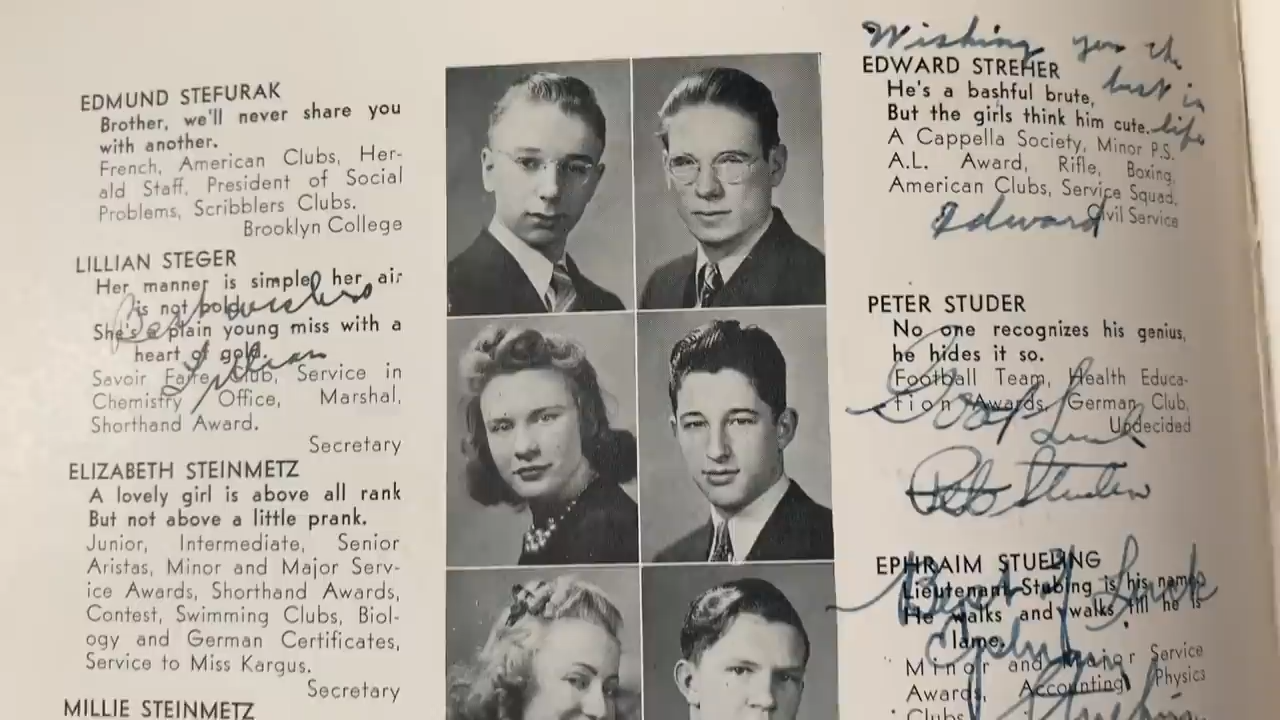 EDMUND STEFURAK
Brother, we'll never share you
with another.
French, American Clubs, Her-
ald Staff, President of Social
Problems, Scribblers Clubs.
Brooklyn College
LILLIAN STEGER
Her manner is simple, her air
is not bold
She's a plain young miss with a
heart of gold.
Savoir Faire Club, Service in
Chemistry Office, Marshal,
Shorthand Award.
Secretary
Best wishes
Lillian
ELIZABETH STEINMETZ
A lovely girl is above all rank
But not above a little prank.
Junior, Intermediate, Senior
Aristas, Minor and Major Serv-
ice Awards, Shorthand Awards,
Contest, Swimming Clubs, Biol-
ogy and German Certificates,
Service to Miss Kargus.
Secretary
MILLIE STEINMETZ
Wishing you the
best in
life
Edward
EDWARD STREHER
He's a bashful brute,
But the girls think him cute.
A Cappella Society, Minor P.S.
A.L. Award, Rifle, Boxing,
American Clubs, Service Squad.
Civil Service
PETER STUDER
No one recognizes his genius,
he hides it so.
Football Team, Health Educa-
tion Awards, German Club,
Undecided
Good Luck
Pete Studer
EPHRAIM STUEBING
Lieutenant Stubing is his name
He walks and walks till he is
lame.
Minor and Major Service
Awards, Accounting, Physics
Clubs
Best Luck